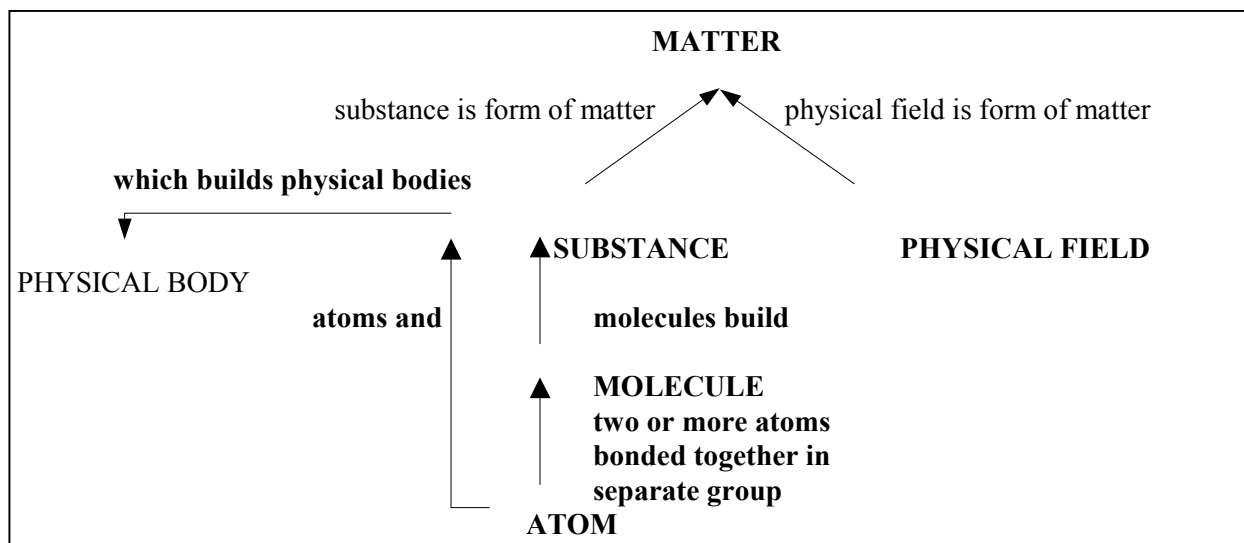 MATTER
substance is form of matter
physical field is form of matter
which builds physical bodies
SUBSTANCE
PHYSICAL FIELD
PHYSICAL BODY
atoms and
molecules build
MOLECULE
two or more atoms
bonded together in
separate group
ATOM